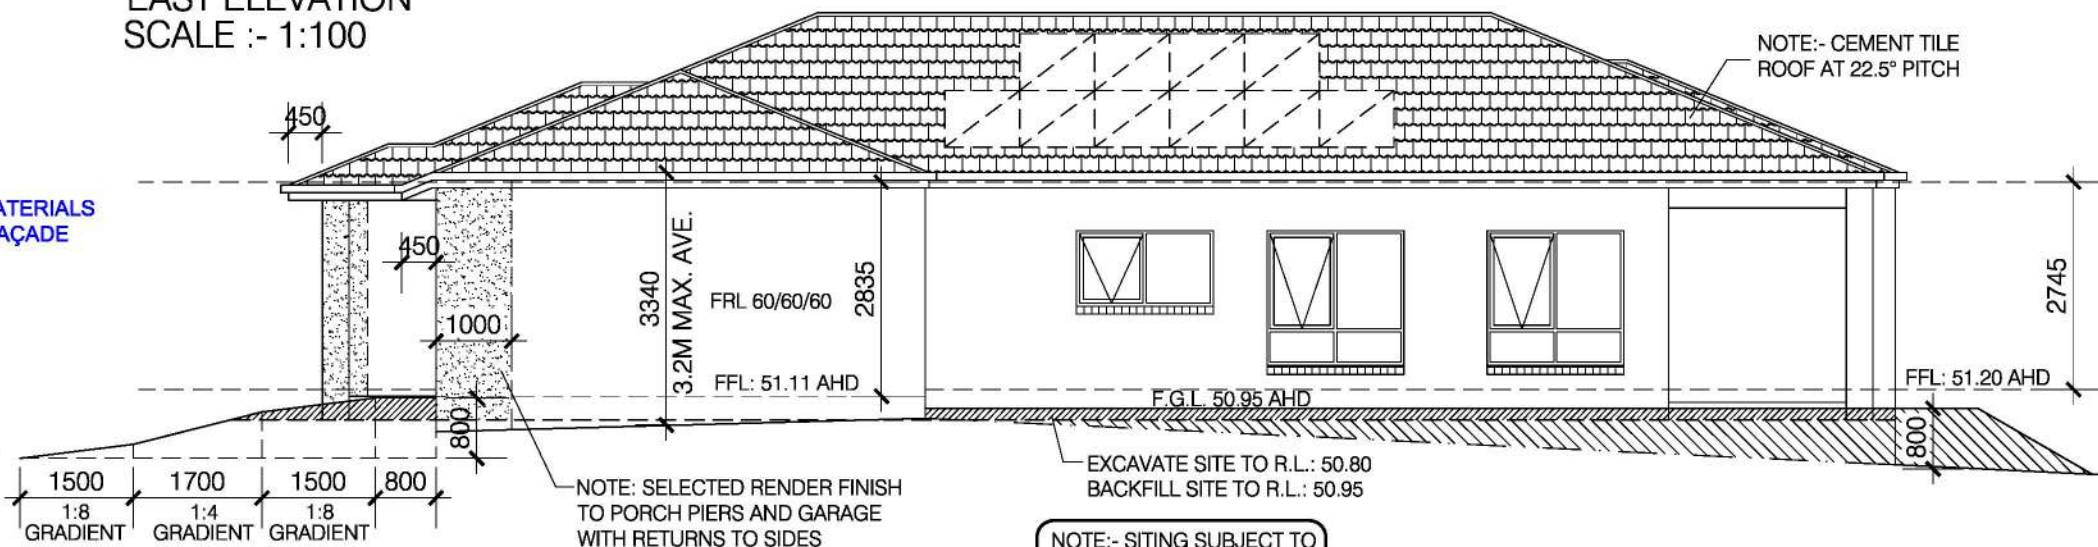 EAST ELEVATION
SCALE :- 1:100
NOTE:- CEMENT TILE
ROOF AT 22.5° PITCH
450
450
1000
3340
3.2M MAX. AVE.
FRL 60/60/60
2835
FFL: 51.11 AHD
F.G.L. 50.95 AHD
2745
FFL: 51.20 AHD
800
800
EXCAVATE SITE TO R.L.: 50.80
BACKFILL SITE TO R.L.: 50.95
1500
1700
1500
800
1:8
GRADIENT
1:4
GRADIENT
1:8
GRADIENT
NOTE: SELECTED RENDER FINISH
TO PORCH PIERS AND GARAGE
WITH RETURNS TO SIDES
NOTE:- SITING SUBJECT TO